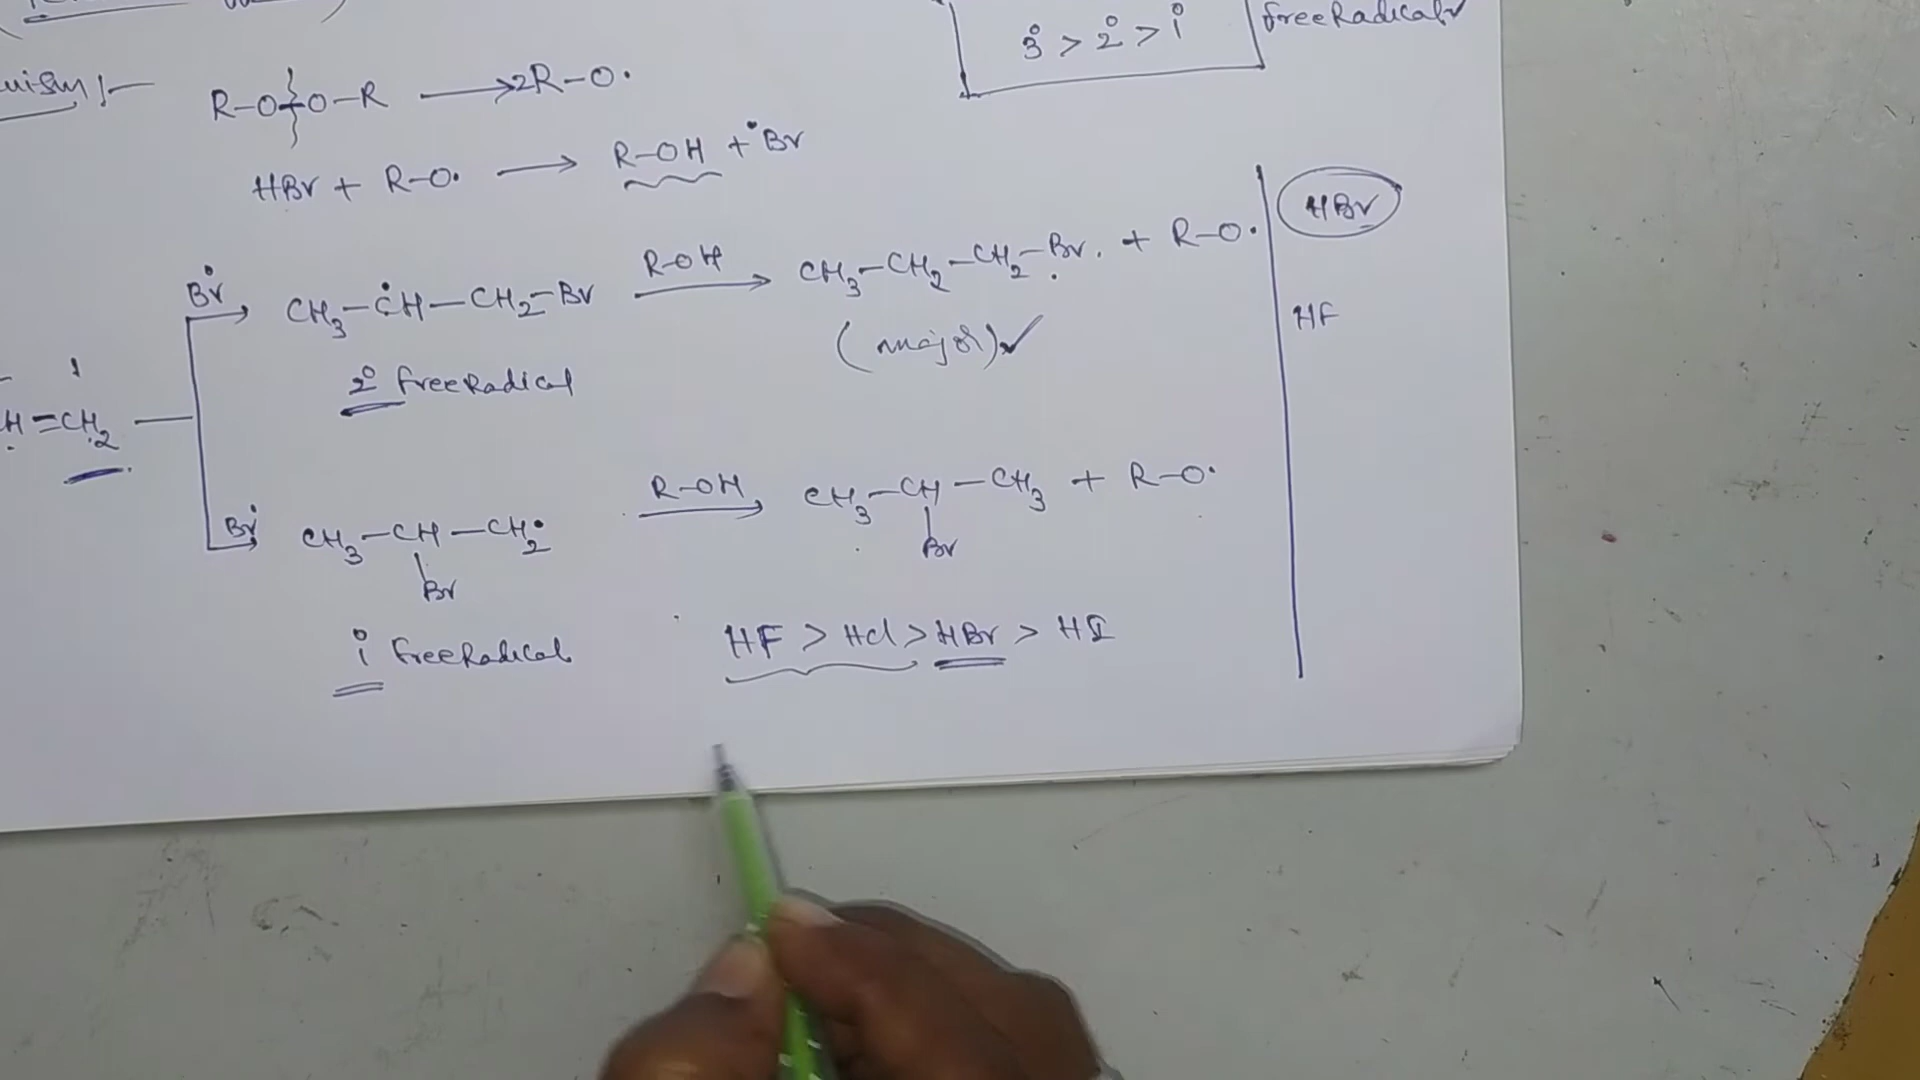 3° > 2° > 1°
free Radicals
R-O-O-R ⟶ 2R-O•
HBr + R-O• ⟶ R-OH + •Br
HBr
Br• CH3-ĊH-CH2-Br R-OH ⟶ CH3-CH2-CH2-Br. + R-O•
HF
(major)✓
2° free Radical
H=CH2
Br• CH3-CH-CH2• R-OH ⟶ CH3-CH-CH3 + R-O•
Br Br
1° free Radical
HF > HCl > HBr > HI